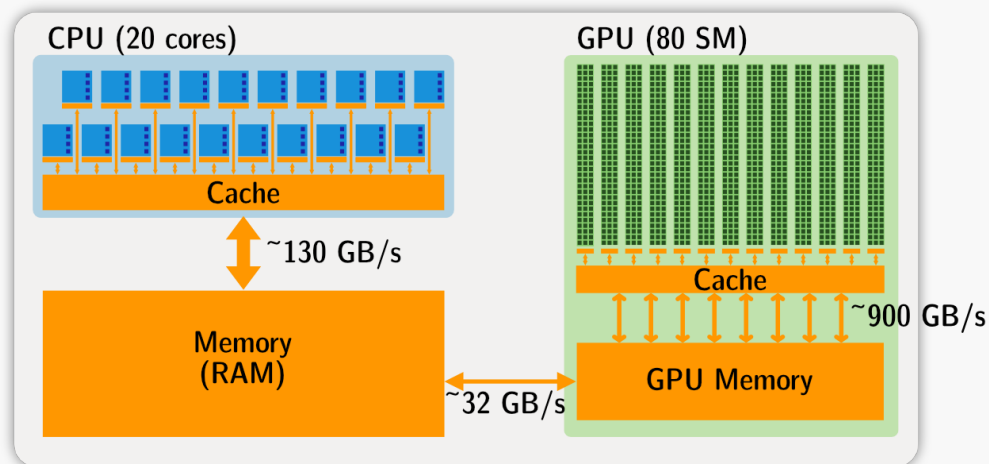 CPU (20 cores)
GPU (80 SM)
Cache
~130 GB/s
Cache
~900 GB/s
Memory
(RAM)
GPU Memory
~32 GB/s